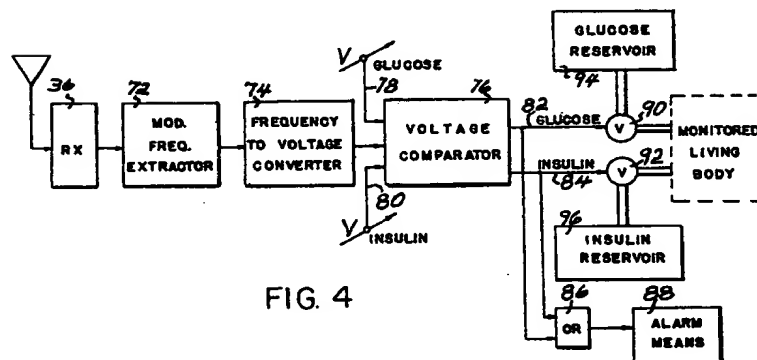 36
RX
72
MOD.
FREQ.
EXTRACTOR
74
FREQUENCY
TO VOLTAGE
CONVERTER
V
GLUCOSE
78
80
V
INSULIN
76
VOLTAGE
COMPARATOR
82
GLUCOSE
INSULIN
84
GLUCOSE
RESERVOIR
94
V
90
V
92
MONITORED
LIVING
BODY
96
INSULIN
RESERVOIR
86
OR
88
ALARM
MEANS
FIG. 4